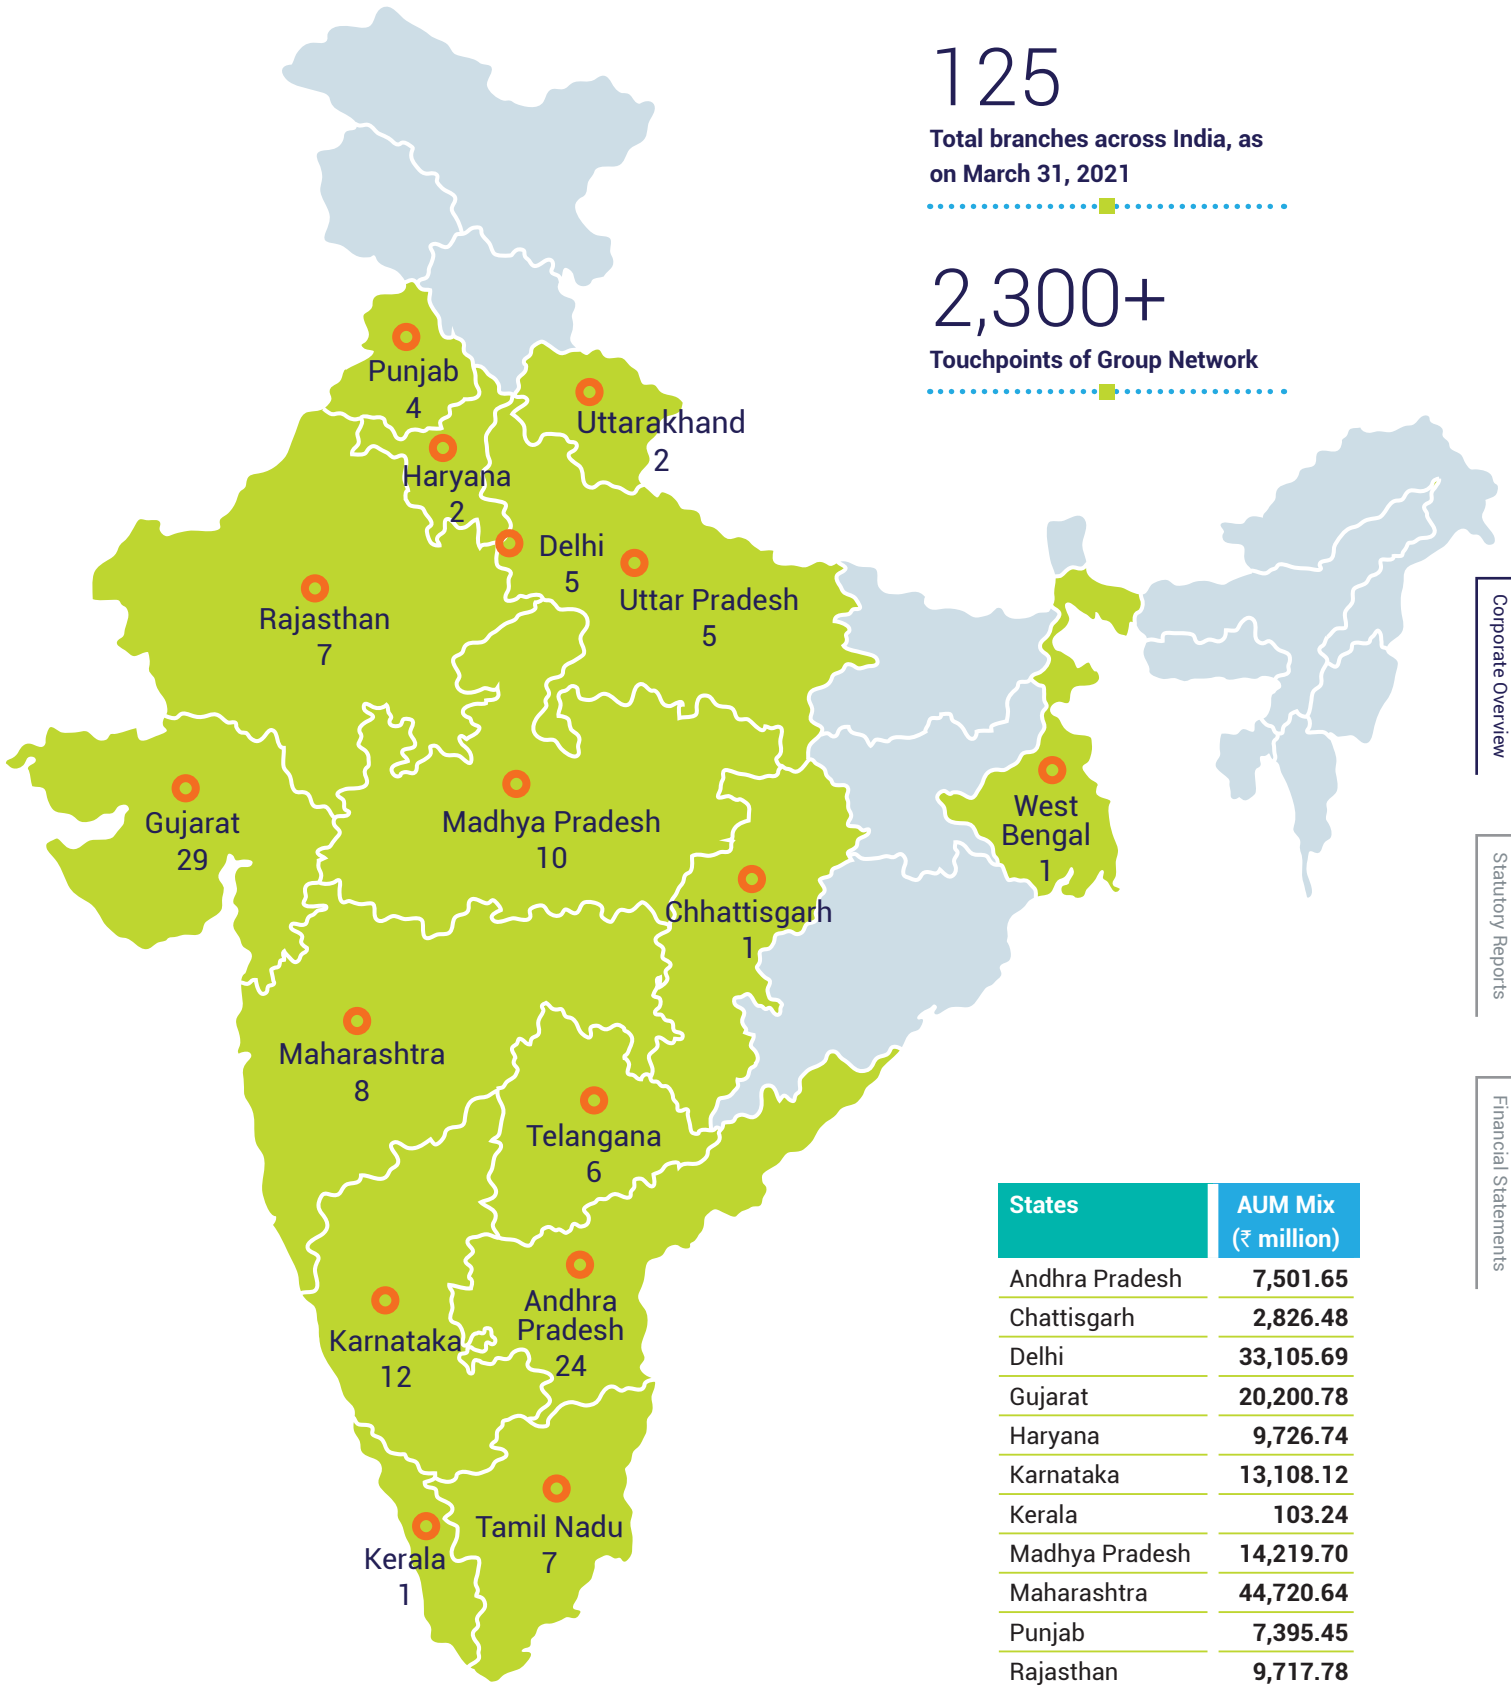 125
Total branches across India, as
on March 31, 2021
2,300+
Touchpoints of Group Network
Punjab
4
Uttarakhand
2
Haryana
2
Delhi
5
Uttar Pradesh
5
Rajasthan
7
Gujarat
29
Madhya Pradesh
10
West
Bengal
1
Chhattisgarh
1
Maharashtra
8
Telangana
6
Andhra
Pradesh
24
Karnataka
12
Tamil Nadu
7
Kerala
1
States AUM Mix
(₹ million)
Andhra Pradesh 7,501.65
Chattisgarh 2,826.48
Delhi 33,105.69
Gujarat 20,200.78
Haryana 9,726.74
Karnataka 13,108.12
Kerala 103.24
Madhya Pradesh 14,219.70
Maharashtra 44,720.64
Punjab 7,395.45
Rajasthan 9,717.78
Corporate Overview
Statutory Reports
Financial Statements